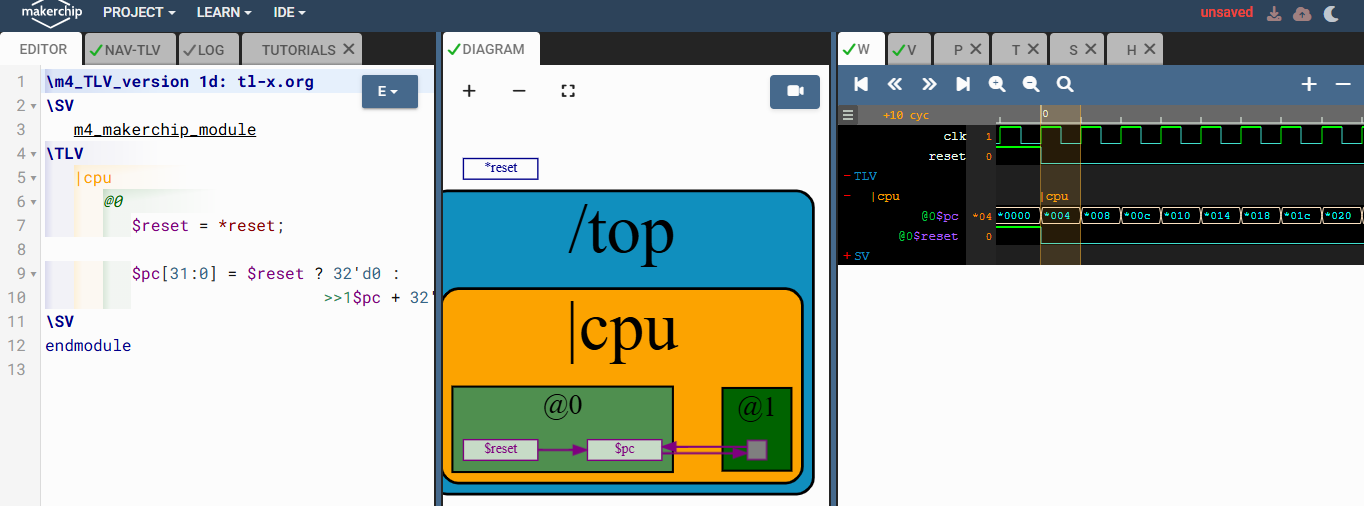 makerchip PROJECT LEARN IDE unsaved
EDITOR NAV-TLV LOG TUTORIALS
1 \m4_TLV_version 1d: tl-x.org
E
2 \SV
3 m4_makerchip_module
4 \TLV
5 |cpu
6 @0
7 $reset = *reset;
8
9 $pc[31:0] = $reset ? 32'd0 :
10 >>1$pc + 32'
11 \SV
12 endmodule
13
DIAGRAM
*reset
/top
|cpu
@0 @1
$reset $pc
W V P T S H
+10 cyc 0
clk 1
reset 0
TLV
|cpu |cpu
@0$pc *04 *0000 *004 *008 *00c *010 *014 *018 *01c *020
@0$reset 0
SV